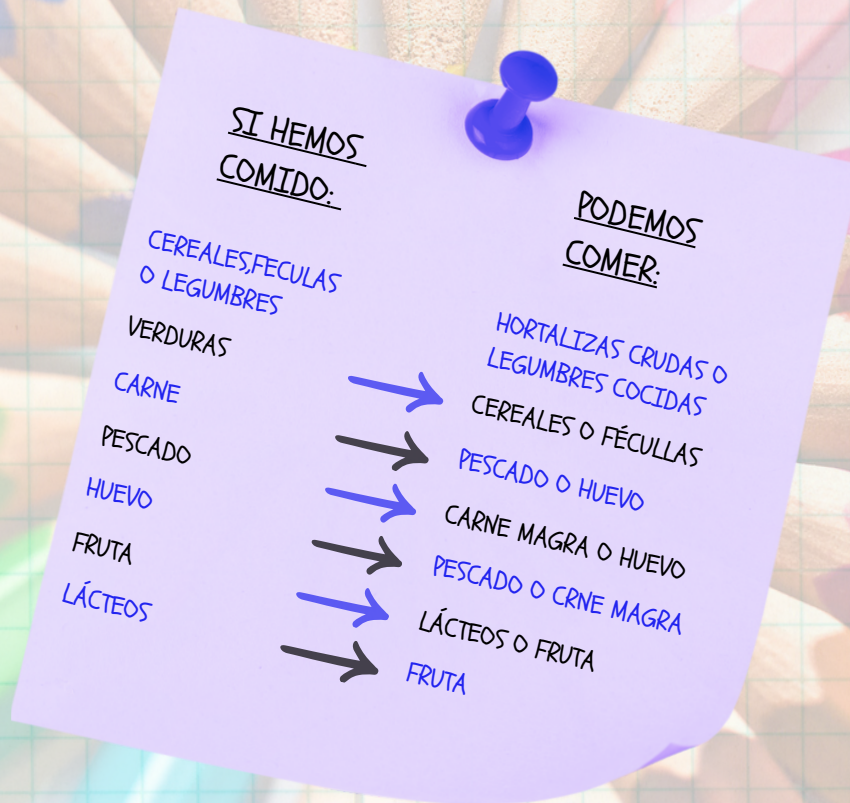 SI HEMOS
COMIDO:
CEREALES,FECULAS
O LEGUMBRES
VERDURAS
CARNE
PESCADO
HUEVO
FRUTA
LÁCTEOS
PODEMOS
COMER:
HORTALIZAS CRUDAS O
LEGUMBRES COCIDAS
CEREALES O FÉCULLAS
PESCADO O HUEVO
CARNE MAGRA O HUEVO
PESCADO O CRNE MAGRA
LÁCTEOS O FRUTA
FRUTA